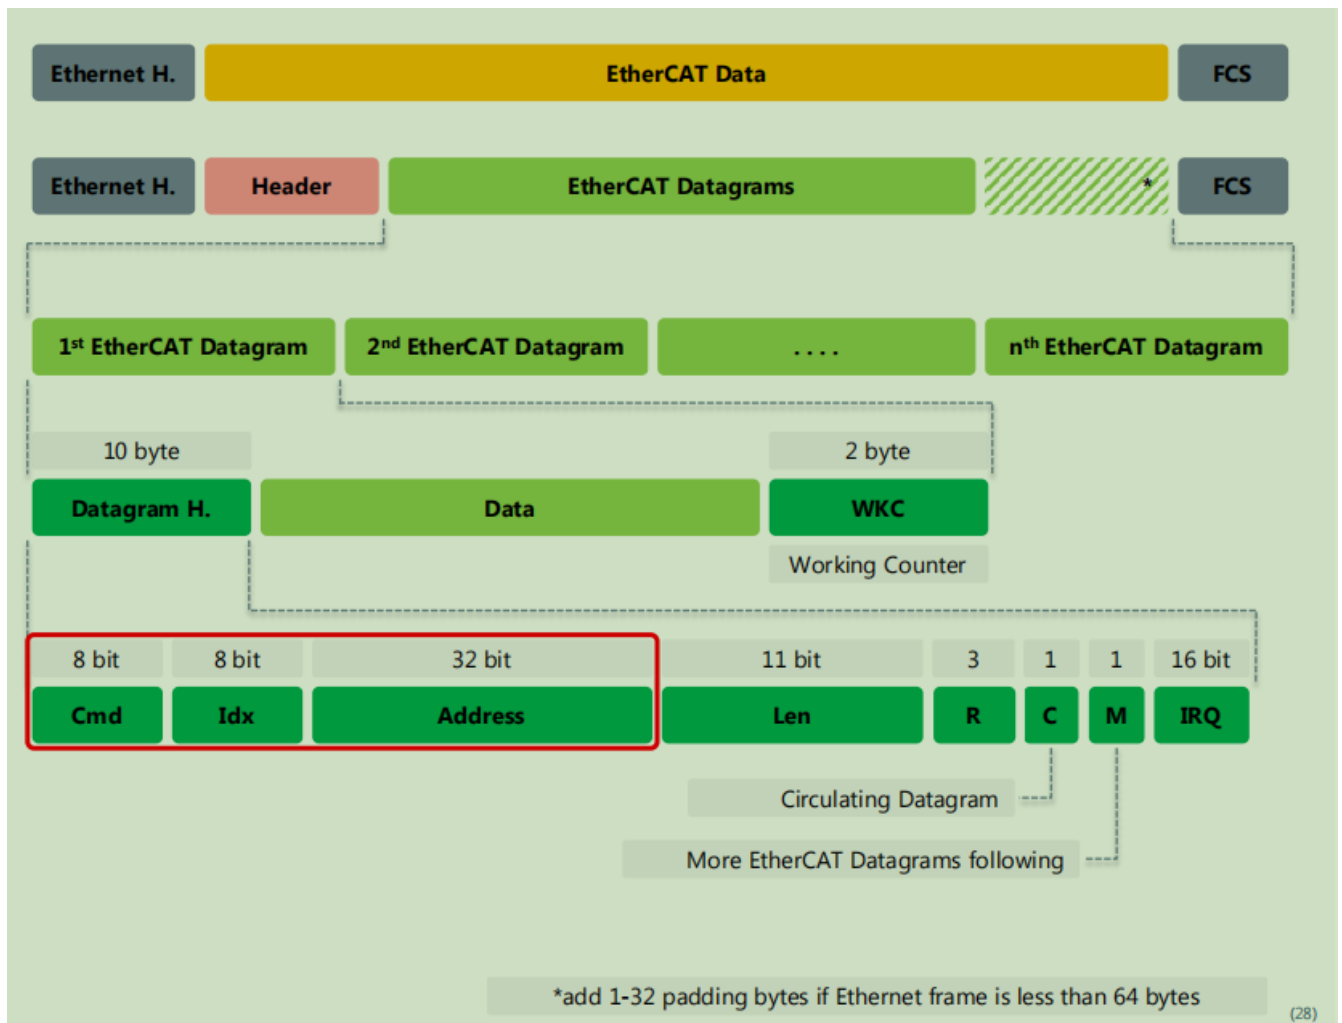 Ethernet H. EtherCAT Data FCS
Ethernet H. Header EtherCAT Datagrams * FCS
1st EtherCAT Datagram 2nd EtherCAT Datagram . . . . nth EtherCAT Datagram
10 byte 2 byte
Datagram H. Data WKC
Working Counter
8 bit 8 bit 32 bit 11 bit 3 1 1 16 bit
Cmd Idx Address Len R C M IRQ
Circulating Datagram
More EtherCAT Datagrams following
*add 1-32 padding bytes if Ethernet frame is less than 64 bytes
(28)